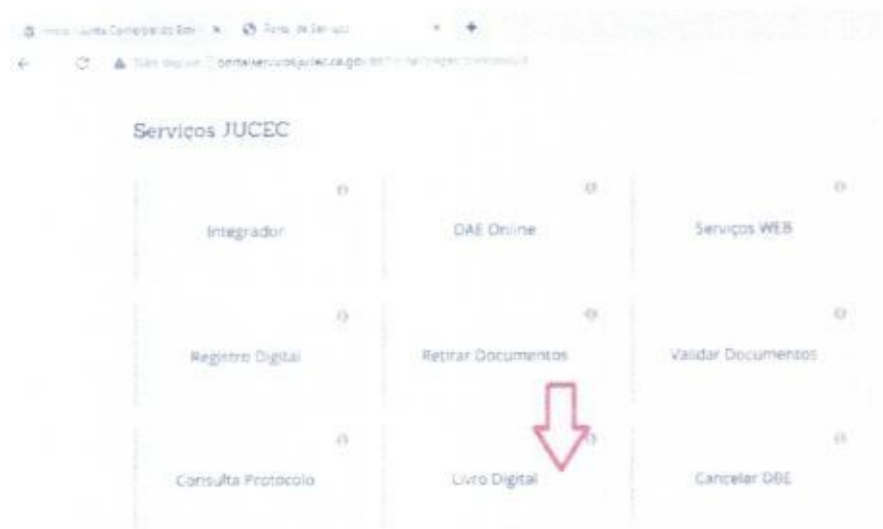 Serviços JUCEC
Integrador
DAE Online
Serviços WEB
Registro Digital
Retirar Documentos
Validar Documentos
Consulta Protocolo
Livro Digital
Cancelar DBE